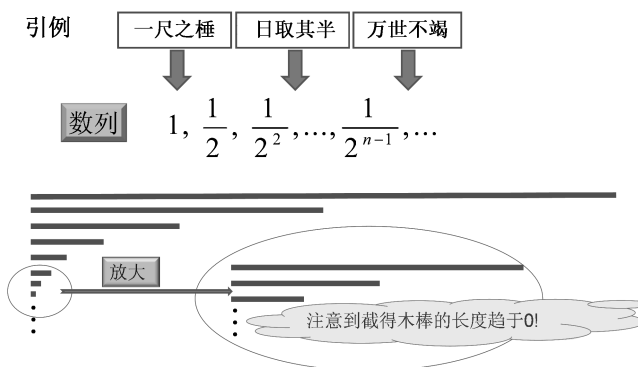 引例 一尺之棰 日取其半 万世不竭
数列 1, 1/2, 1/2^2, ..., 1/2^{n-1}, ...
放大
注意到截得木棒的长度趋于0!